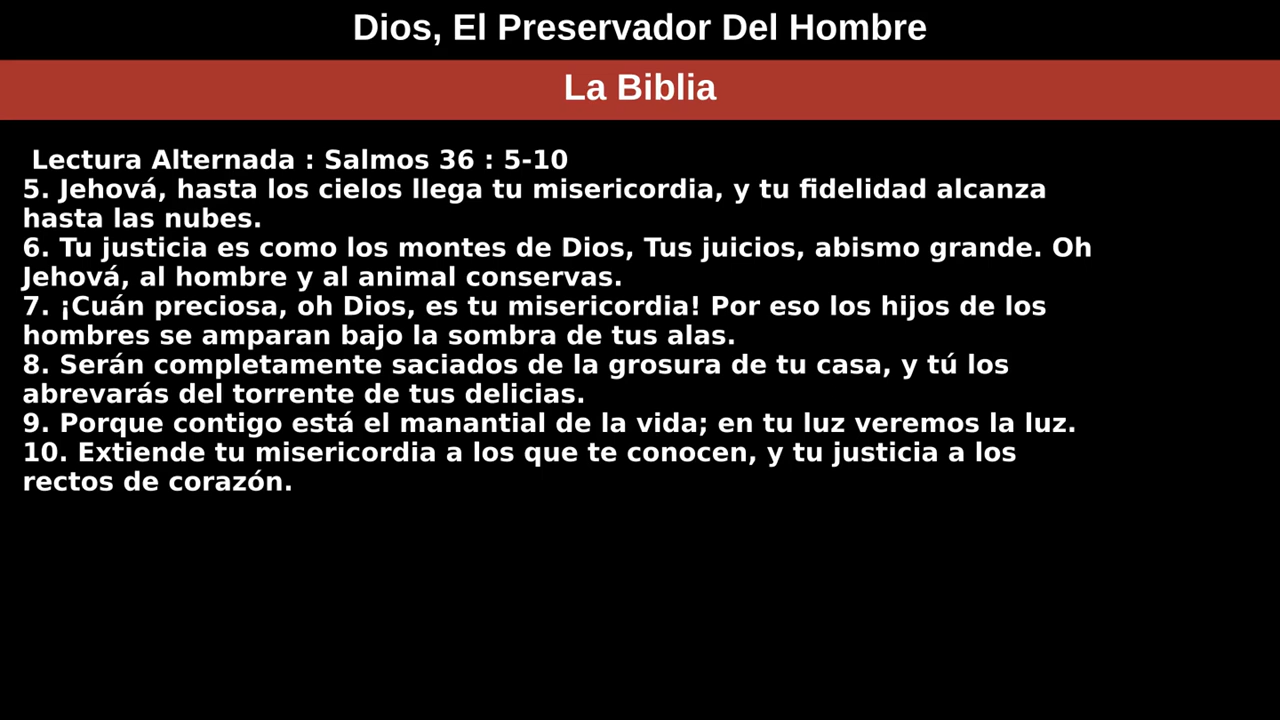 Dios, El Preservador Del Hombre
La Biblia
Lectura Alternada : Salmos 36 : 5-10
5. Jehová, hasta los cielos llega tu misericordia, y tu fidelidad alcanza
hasta las nubes.
6. Tu justicia es como los montes de Dios, Tus juicios, abismo grande. Oh
Jehová, al hombre y al animal conservas.
7. ¡Cuán preciosa, oh Dios, es tu misericordia! Por eso los hijos de los
hombres se amparan bajo la sombra de tus alas.
8. Serán completamente saciados de la grosura de tu casa, y tú los
abrevarás del torrente de tus delicias.
9. Porque contigo está el manantial de la vida; en tu luz veremos la luz.
10. Extiende tu misericordia a los que te conocen, y tu justicia a los
rectos de corazón.